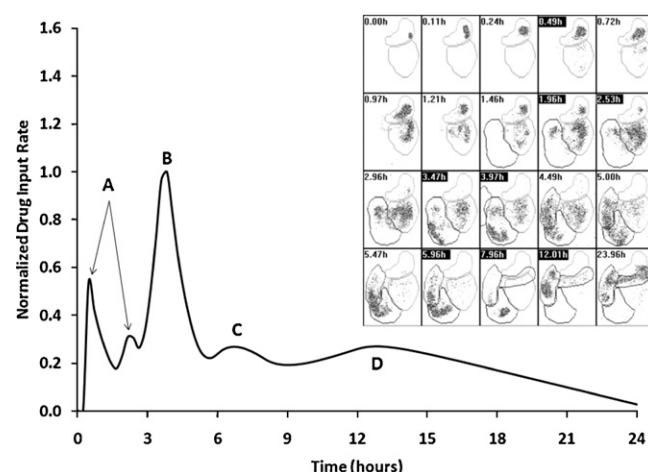 1.6
1.4
1.2
1.0
0.8
0.6
0.4
0.2
0.0
Normalized Drug Input Rate
A
B
C
D
0.00h 0.11h 0.24h 0.49h 0.72h
0.97h 1.21h 1.46h 1.96h 2.53h
2.96h 3.47h 3.97h 4.49h 5.00h
5.47h 5.96h 7.96h 12.01h 23.96h
0 3 6 9 12 15 18 21 24
Time (hours)